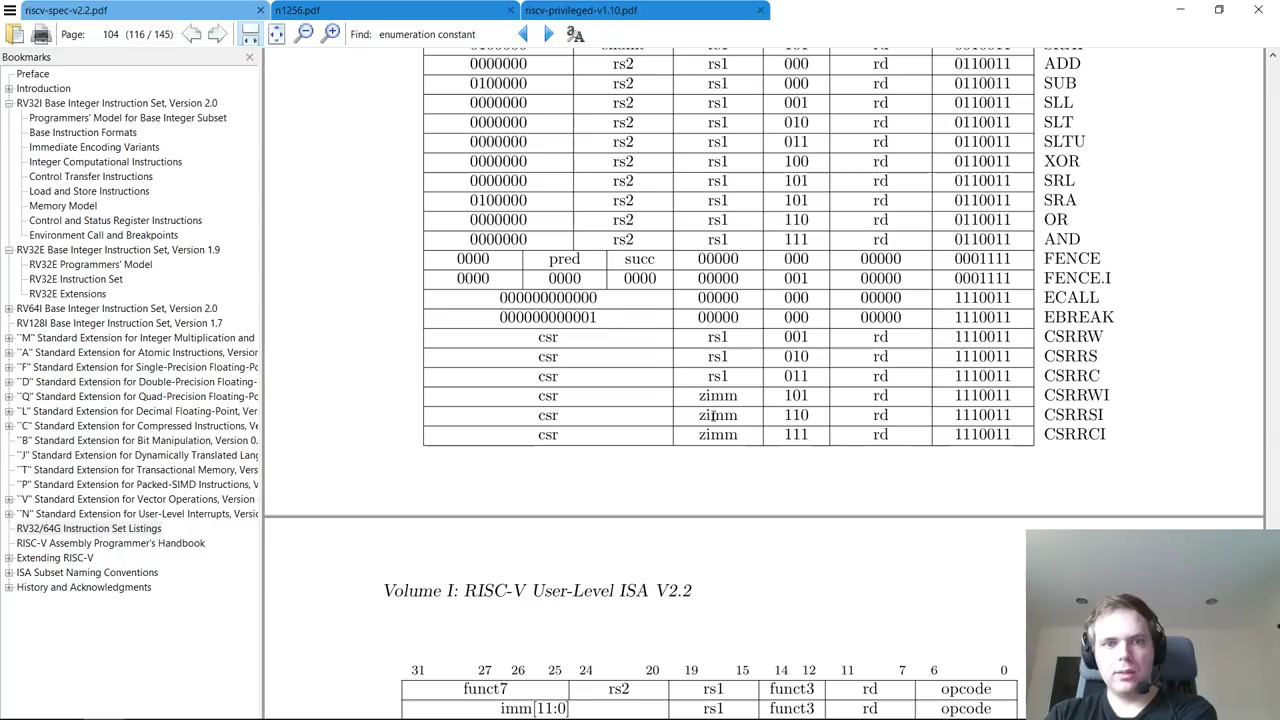 riscv-spec-v2.2.pdf n1256.pdf riscv-privileged-v1.10.pdf
Page: 104 (116 / 145) Find: enumeration constant
Bookmarks
Preface
Introduction
RV32I Base Integer Instruction Set, Version 2.0
Programmers' Model for Base Integer Subset
Base Instruction Formats
Immediate Encoding Variants
Integer Computational Instructions
Control Transfer Instructions
Load and Store Instructions
Memory Model
Control and Status Register Instructions
Environment Call and Breakpoints
RV32E Base Integer Instruction Set, Version 1.9
RV32E Programmers' Model
RV32E Instruction Set
RV32E Extensions
RV64I Base Integer Instruction Set, Version 2.0
RV128I Base Integer Instruction Set, Version 1.7
``M'' Standard Extension for Integer Multiplication and
``A'' Standard Extension for Atomic Instructions, Version
``F'' Standard Extension for Single-Precision Floating-Po
``D'' Standard Extension for Double-Precision Floating-
``Q'' Standard Extension for Quad-Precision Floating-Po
``L'' Standard Extension for Decimal Floating-Point, Ver
``C'' Standard Extension for Compressed Instructions, Ve
``B'' Standard Extension for Bit Manipulation, Version 0.
``J'' Standard Extension for Dynamically Translated Lang
``T'' Standard Extension for Transactional Memory, Vers
``P'' Standard Extension for Packed-SIMD Instructions, V
``V'' Standard Extension for Vector Operations, Version
``N'' Standard Extension for User-Level Interrupts, Versio
RV32/64G Instruction Set Listings
RISC-V Assembly Programmer's Handbook
Extending RISC-V
ISA Subset Naming Conventions
History and Acknowledgments
0000000 rs2 rs1 000 rd 0110011 ADD
0100000 rs2 rs1 000 rd 0110011 SUB
0000000 rs2 rs1 001 rd 0110011 SLL
0000000 rs2 rs1 010 rd 0110011 SLT
0000000 rs2 rs1 011 rd 0110011 SLTU
0000000 rs2 rs1 100 rd 0110011 XOR
0000000 rs2 rs1 101 rd 0110011 SRL
0100000 rs2 rs1 101 rd 0110011 SRA
0000000 rs2 rs1 110 rd 0110011 OR
0000000 rs2 rs1 111 rd 0110011 AND
0000 pred succ 00000 000 00000 0001111 FENCE
0000 0000 0000 00000 001 00000 0001111 FENCE.I
000000000000 00000 000 00000 1110011 ECALL
000000000001 00000 000 00000 1110011 EBREAK
csr rs1 001 rd 1110011 CSRRW
csr rs1 010 rd 1110011 CSRRS
csr rs1 011 rd 1110011 CSRRC
csr zimm 101 rd 1110011 CSRRWI
csr zimm 110 rd 1110011 CSRRSI
csr zimm 111 rd 1110011 CSRRCI
Volume I: RISC-V User-Level ISA V2.2
31 27 26 25 24 20 19 15 14 12 11 7 6 0
funct7 rs2 rs1 funct3 rd opcode
imm[11:0] rs1 funct3 rd opcode